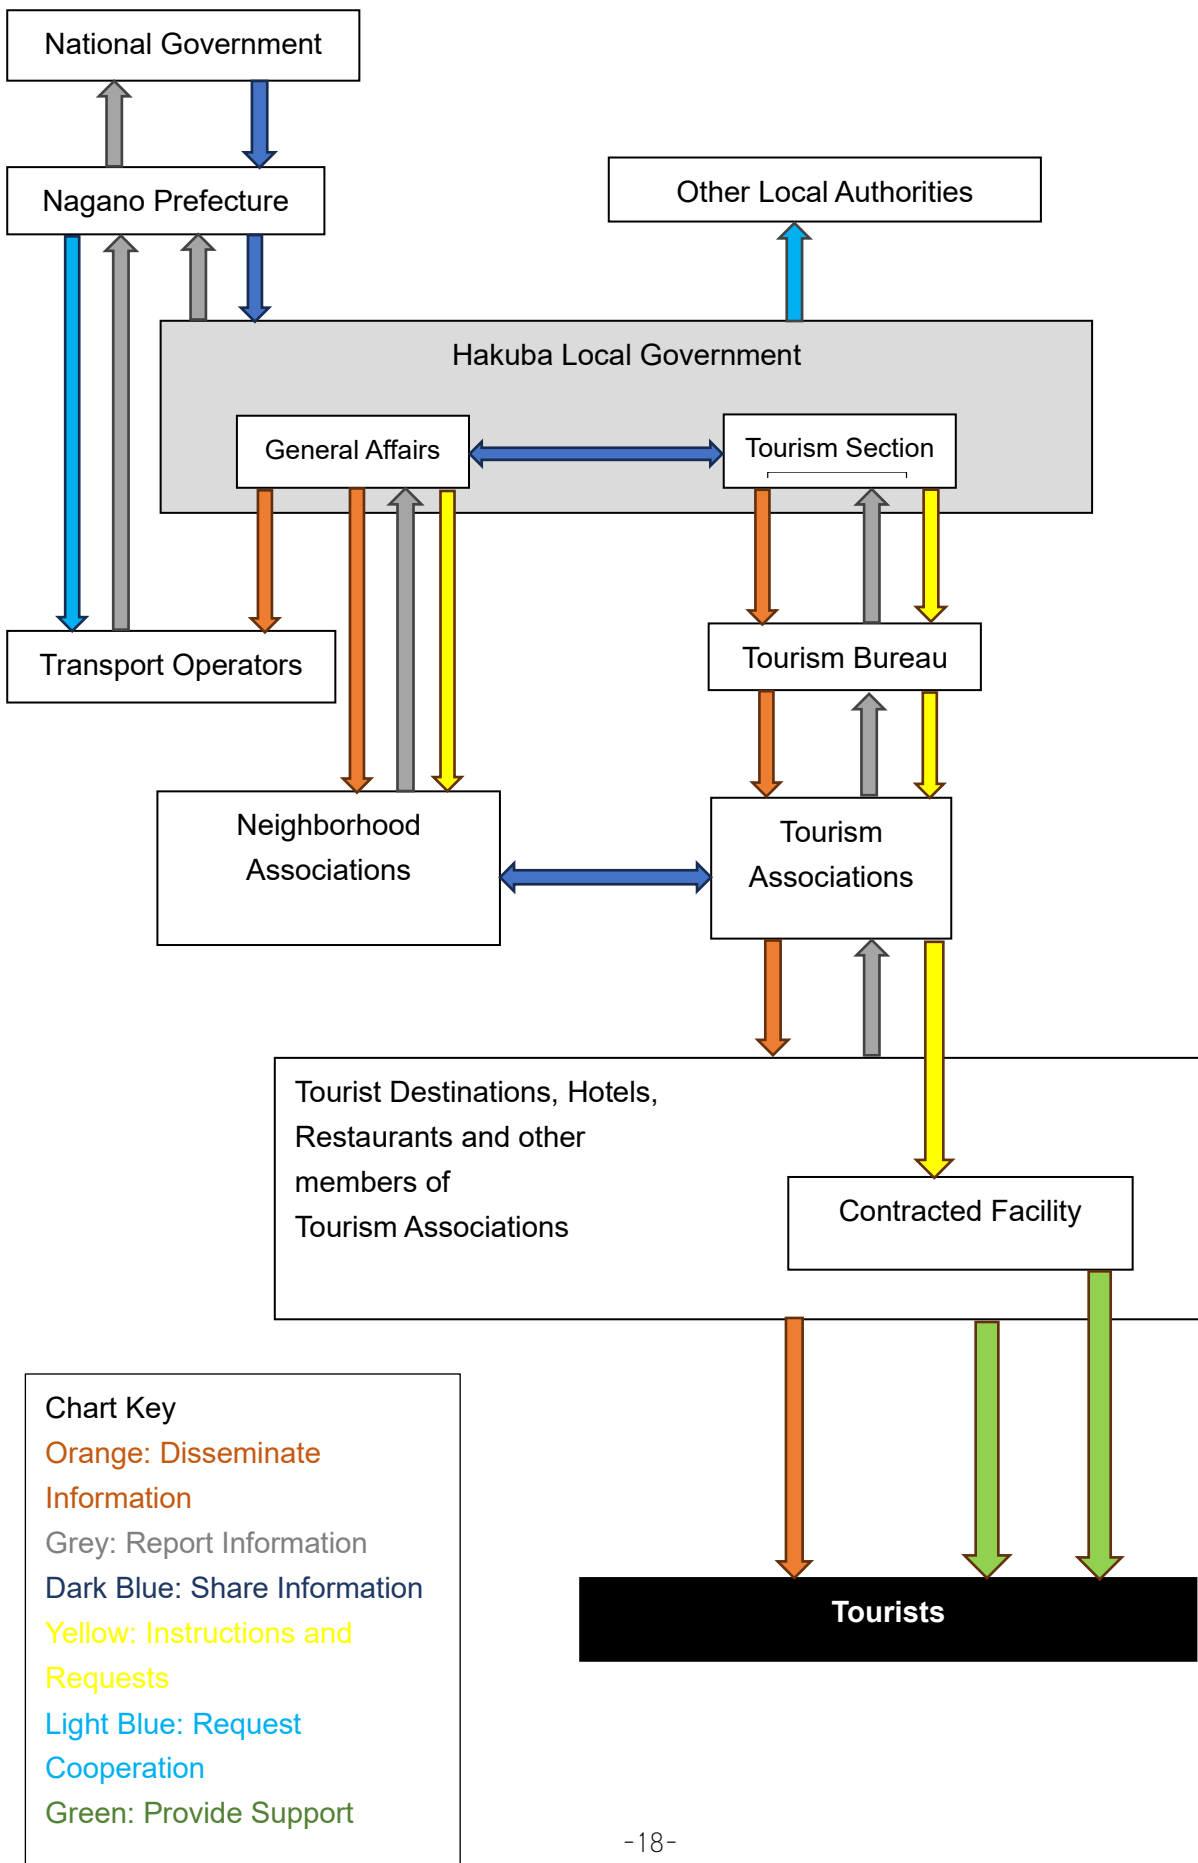 National Government
Nagano Prefecture
Other Local Authorities
Hakuba Local Government
General Affairs
Tourism Section
Transport Operators
Tourism Bureau
Neighborhood
Associations
Tourism
Associations
Tourist Destinations, Hotels,
Restaurants and other
members of
Tourism Associations
Contracted Facility
Tourists
Chart Key
Orange: Disseminate
Information
Grey: Report Information
Dark Blue: Share Information
Yellow: Instructions and
Requests
Light Blue: Request
Cooperation
Green: Provide Support
-18-